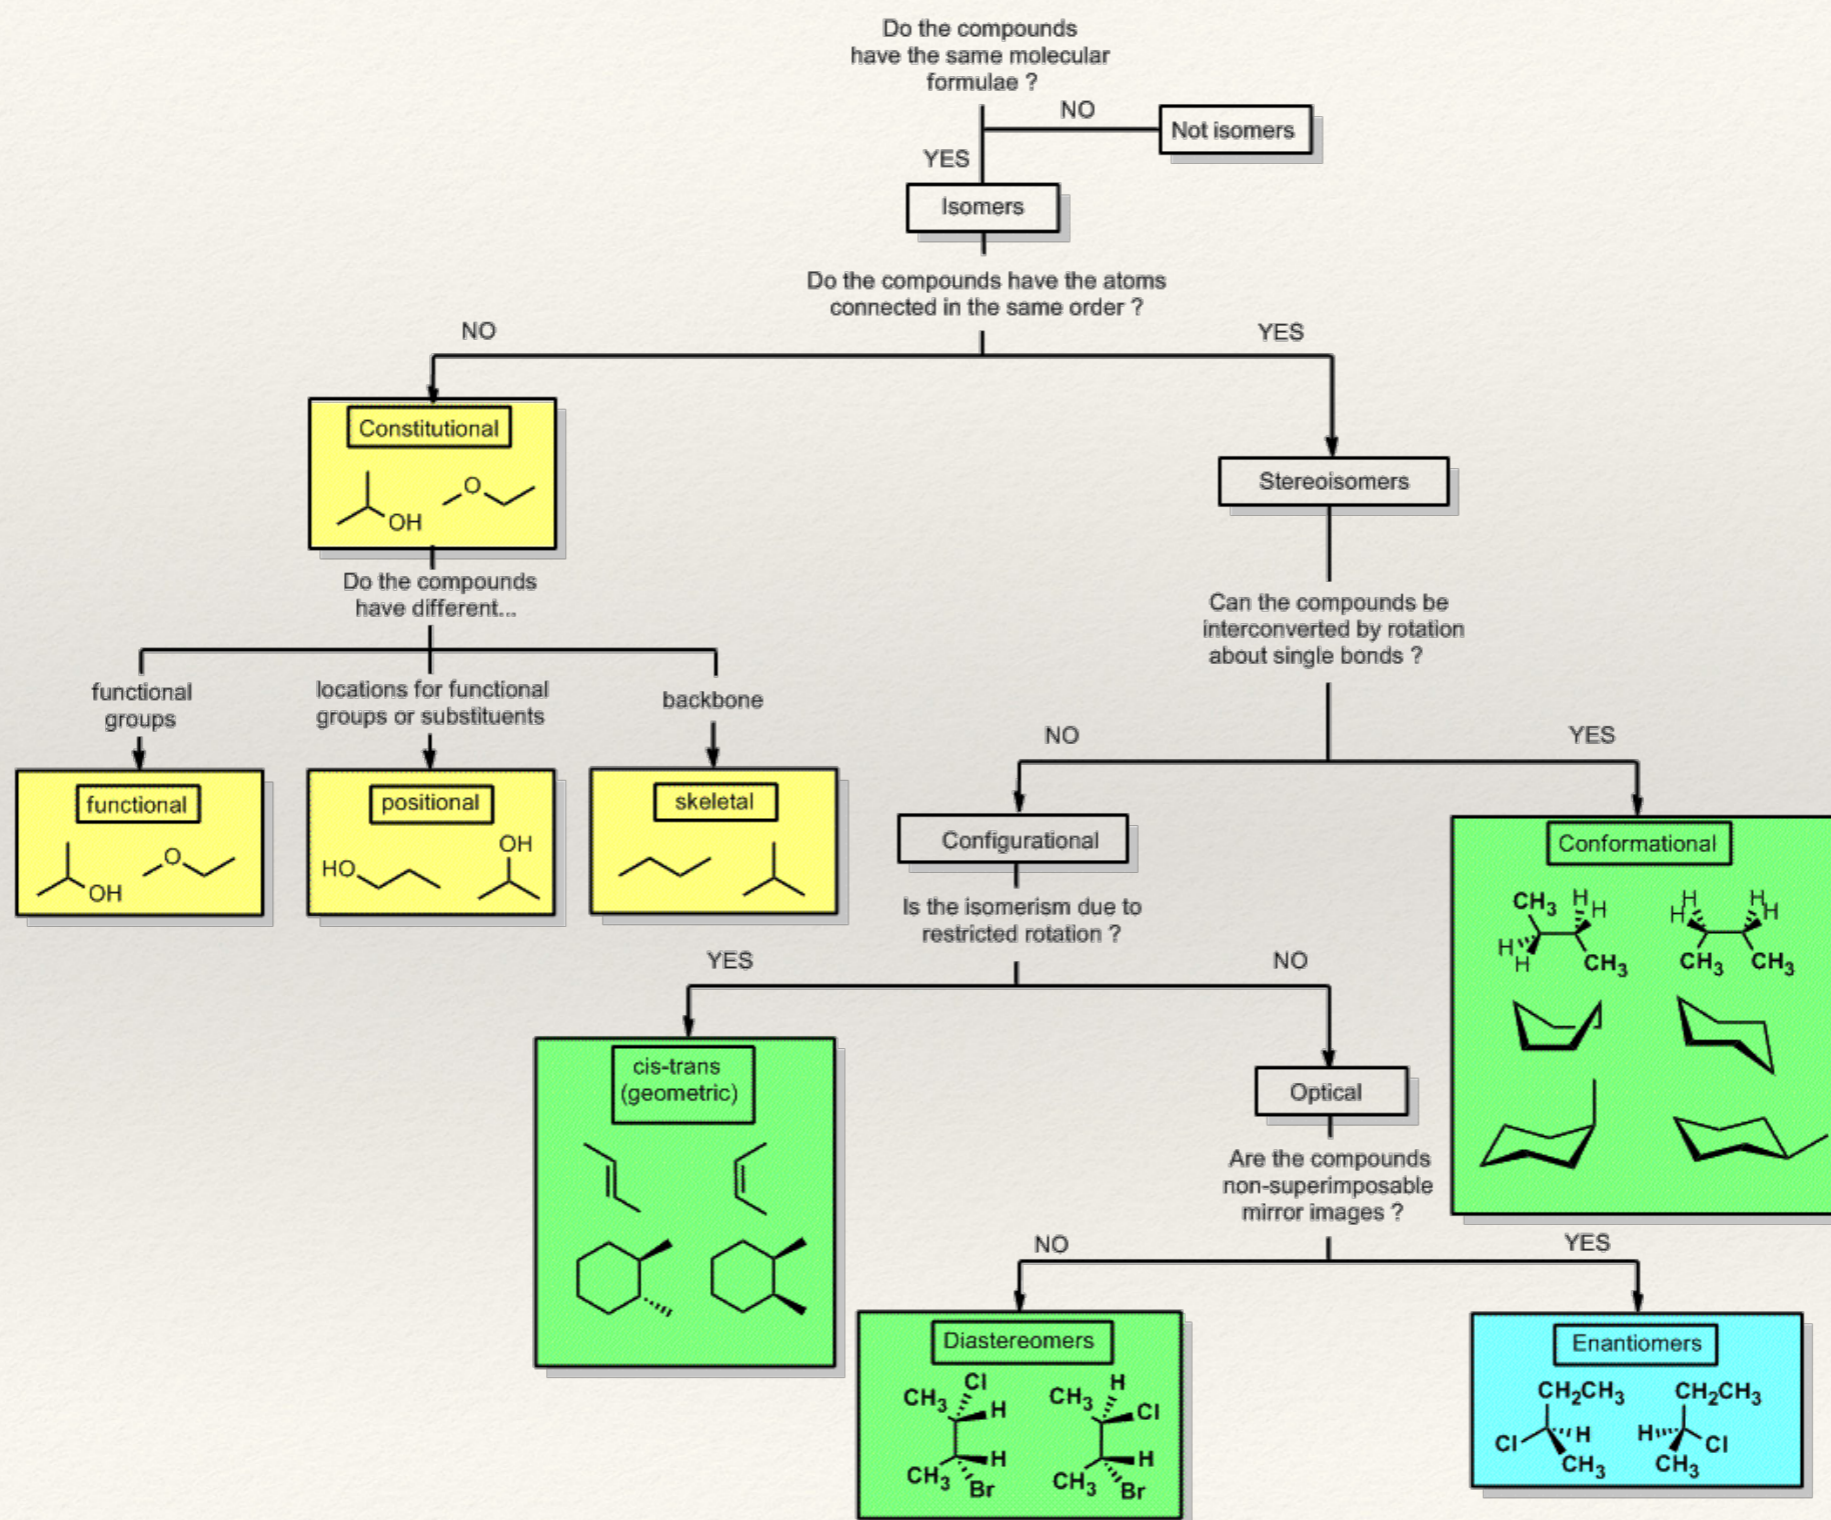 Do the compounds
have the same molecular
formulae ?
NO
Not isomers
YES
Isomers
Do the compounds have the atoms
connected in the same order ?
NO
YES
Constitutional
O
OH
Stereoisomers
Do the compounds
have different...
Can the compounds be
interconverted by rotation
about single bonds ?
functional
groups
locations for functional
groups or substituents
backbone
NO
YES
functional
O
OH
positional
OH
HO
skeletal
Configurational
Conformational
CH3 H H
H H CH3
H H H H
CH3 CH3
Is the isomerism due to
restricted rotation ?
YES
NO
cis-trans
(geometric)
Optical
Are the compounds
non-superimposable
mirror images ?
NO
YES
Diastereomers
CH3 Cl H
H
CH3 Br
CH3 H Cl
H
CH3 Br
Enantiomers
CH2CH3
Cl H
CH3
CH2CH3
H Cl
CH3